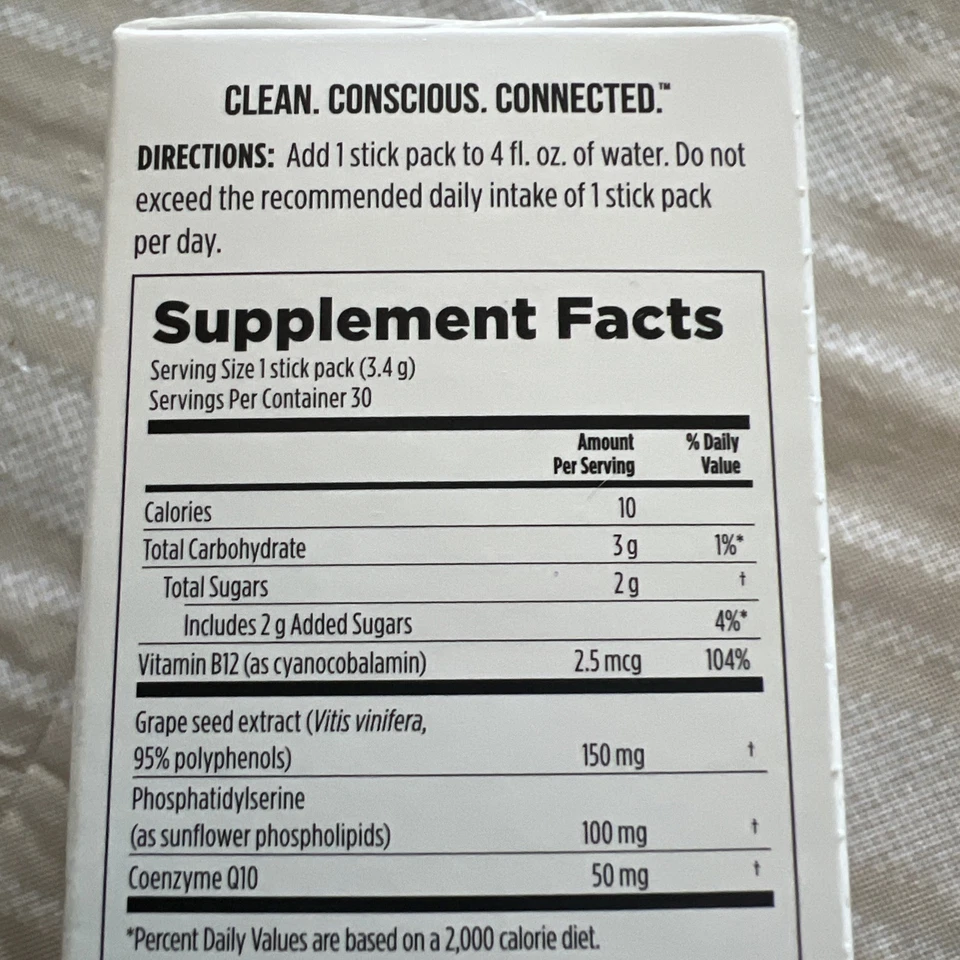 CLEAN. CONSCIOUS. CONNECTED.™
DIRECTIONS: Add 1 stick pack to 4 fl. oz. of water. Do not
exceed the recommended daily intake of 1 stick pack
per day.
Supplement Facts
Serving Size 1 stick pack (3.4 g)
Servings Per Container 30
Amount Per Serving % Daily Value
Calories 10
Total Carbohydrate 3 g 1%*
Total Sugars 2 g †
Includes 2 g Added Sugars 4%*
Vitamin B12 (as cyanocobalamin) 2.5 mcg 104%
Grape seed extract (Vitis vinifera,
95% polyphenols) 150 mg †
Phosphatidylserine
(as sunflower phospholipids) 100 mg †
Coenzyme Q10 50 mg †
*Percent Daily Values are based on a 2,000 calorie diet.